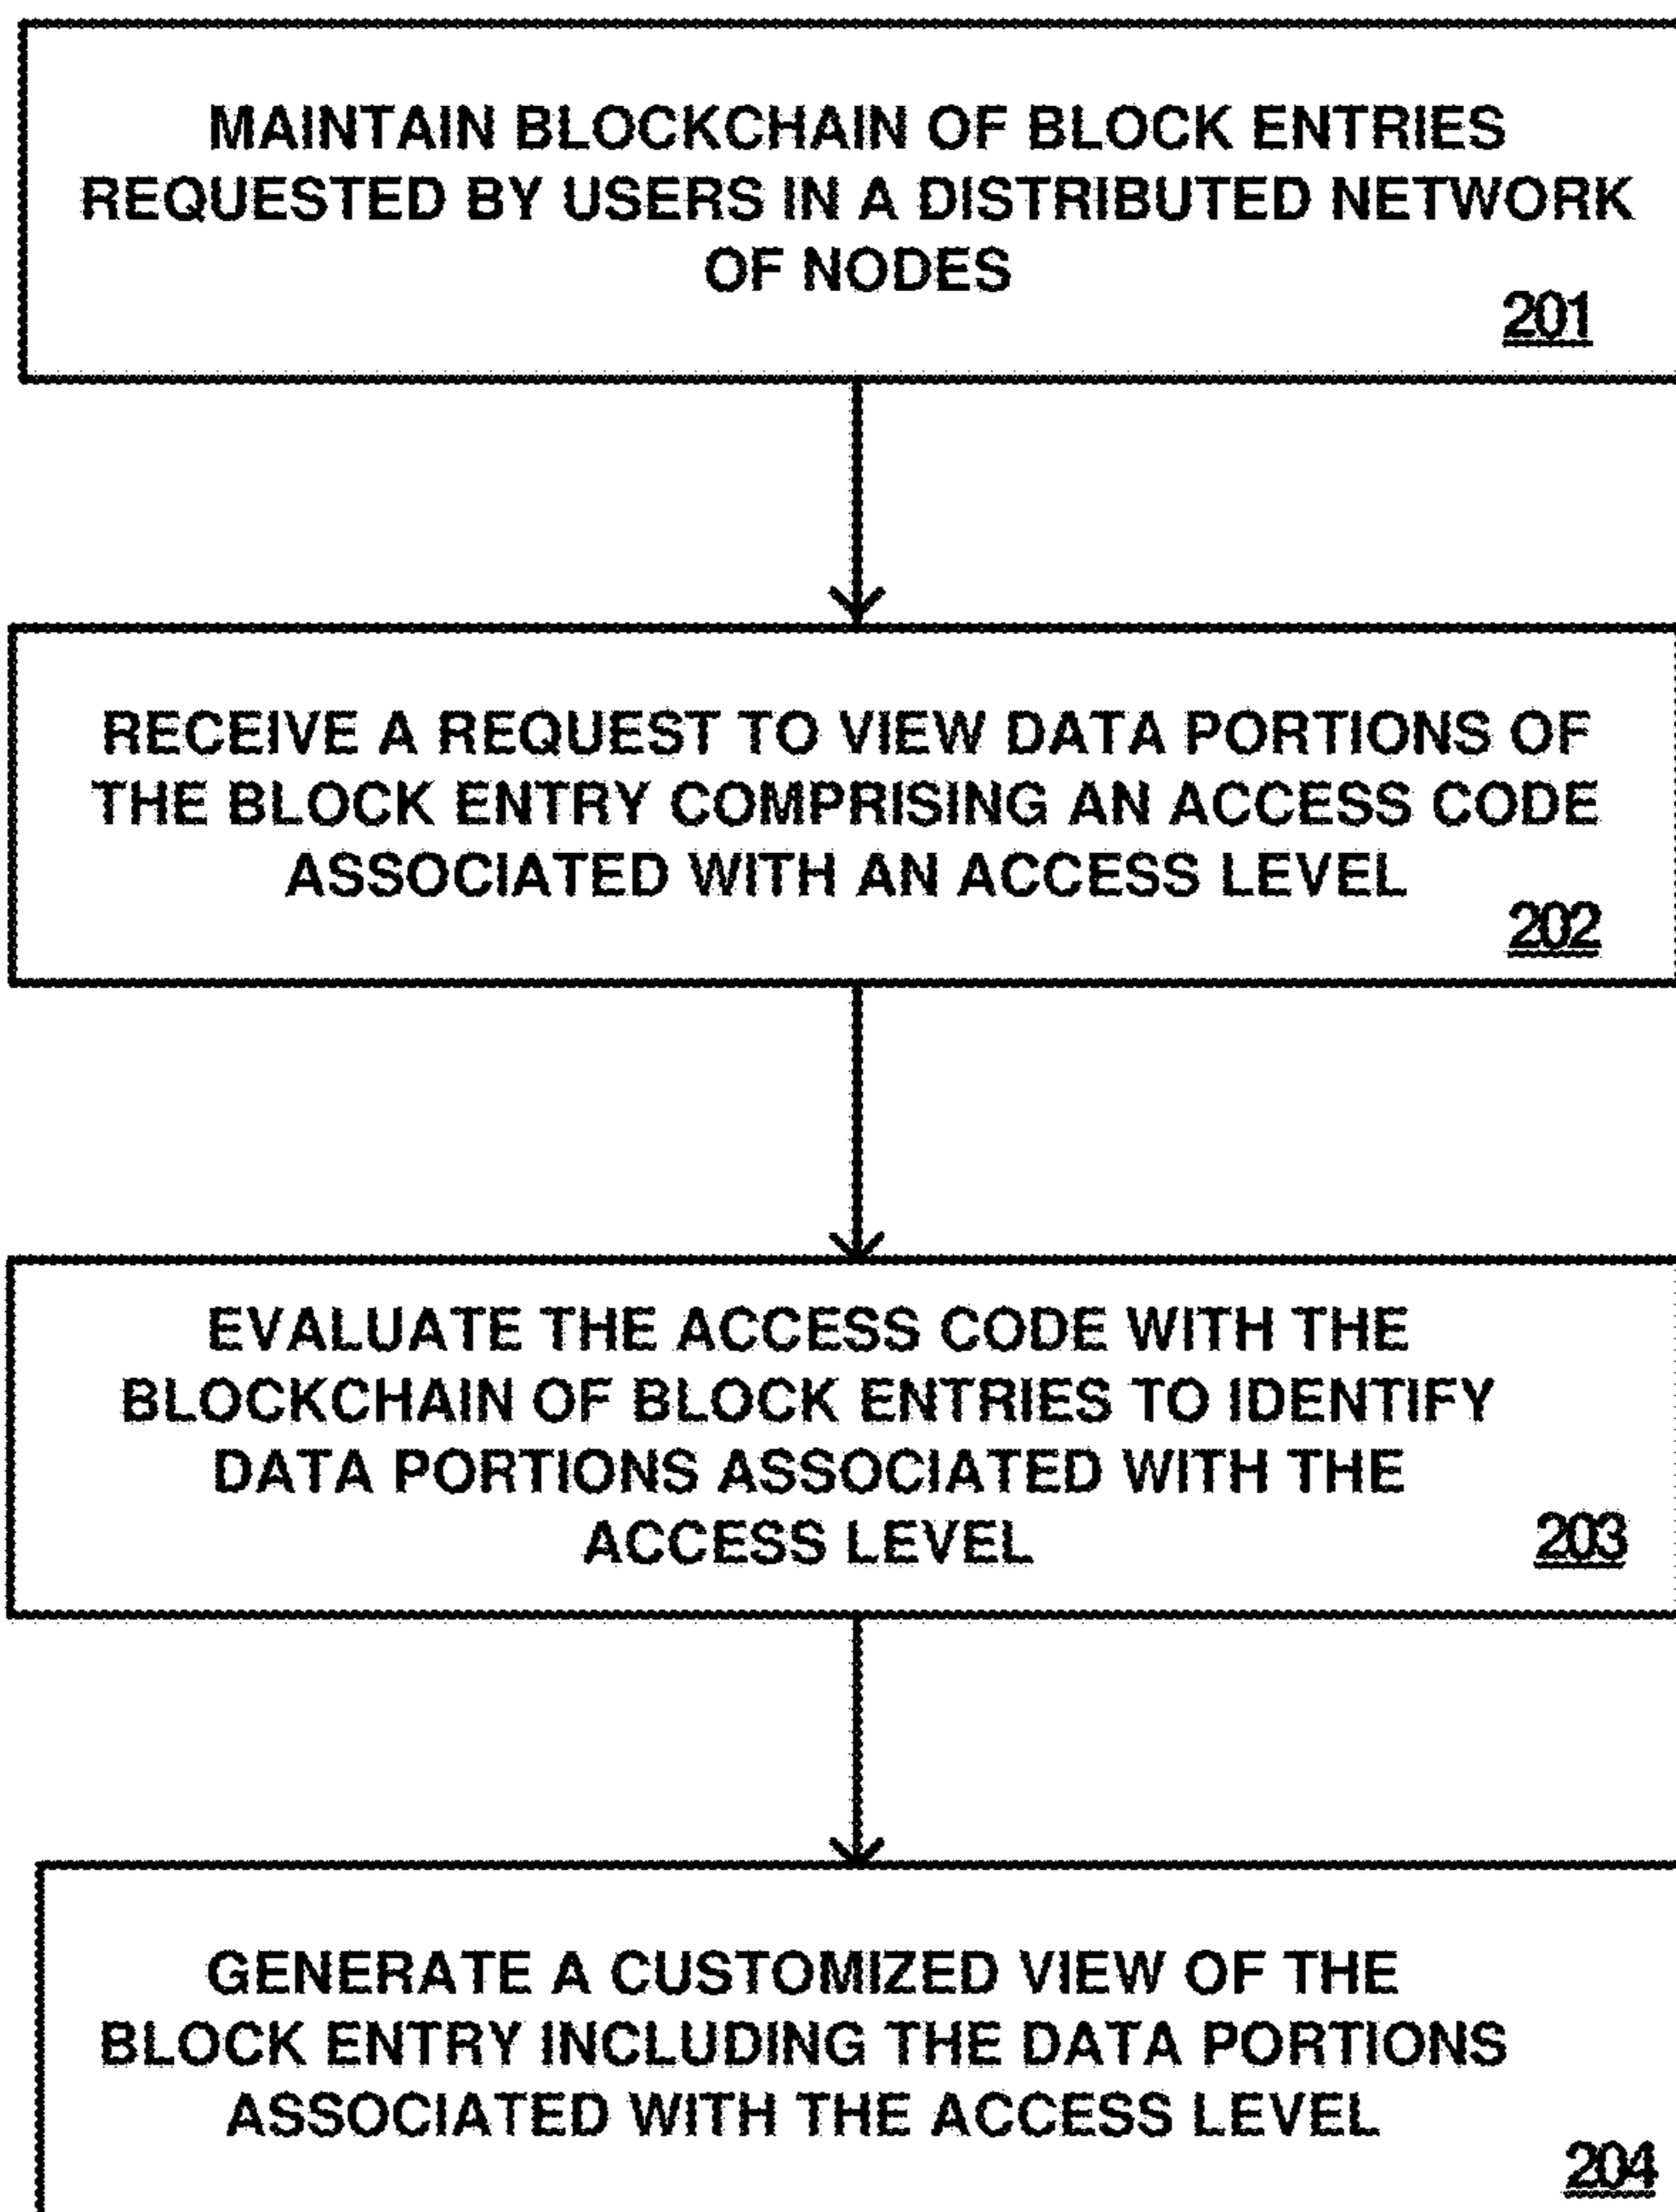 MAINTAIN BLOCKCHAIN OF BLOCK ENTRIES
REQUESTED BY USERS IN A DISTRIBUTED NETWORK
OF NODES
201
RECEIVE A REQUEST TO VIEW DATA PORTIONS OF
THE BLOCK ENTRY COMPRISING AN ACCESS CODE
ASSOCIATED WITH AN ACCESS LEVEL
202
EVALUATE THE ACCESS CODE WITH THE
BLOCKCHAIN OF BLOCK ENTRIES TO IDENTIFY
DATA PORTIONS ASSOCIATED WITH THE
ACCESS LEVEL
203
GENERATE A CUSTOMIZED VIEW OF THE
BLOCK ENTRY INCLUDING THE DATA PORTIONS
ASSOCIATED WITH THE ACCESS LEVEL
204